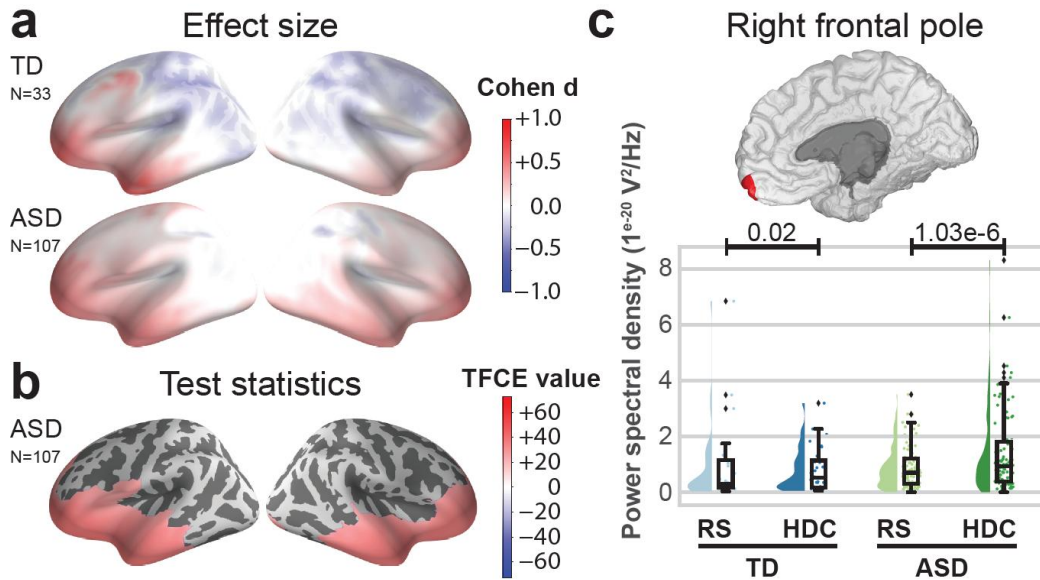 a
Effect size
TD
N=33
ASD
N=107
Cohen d
+1.0
+0.5
0.0
−0.5
−1.0
b
Test statistics
ASD
N=107
TFCE value
+60
+40
+20
0
−20
−40
−60
c
Right frontal pole
Power spectral density (1e-20 V2/Hz)
0.02
1.03e-6
8
6
4
2
0
RS HDC RS HDC
TD ASD